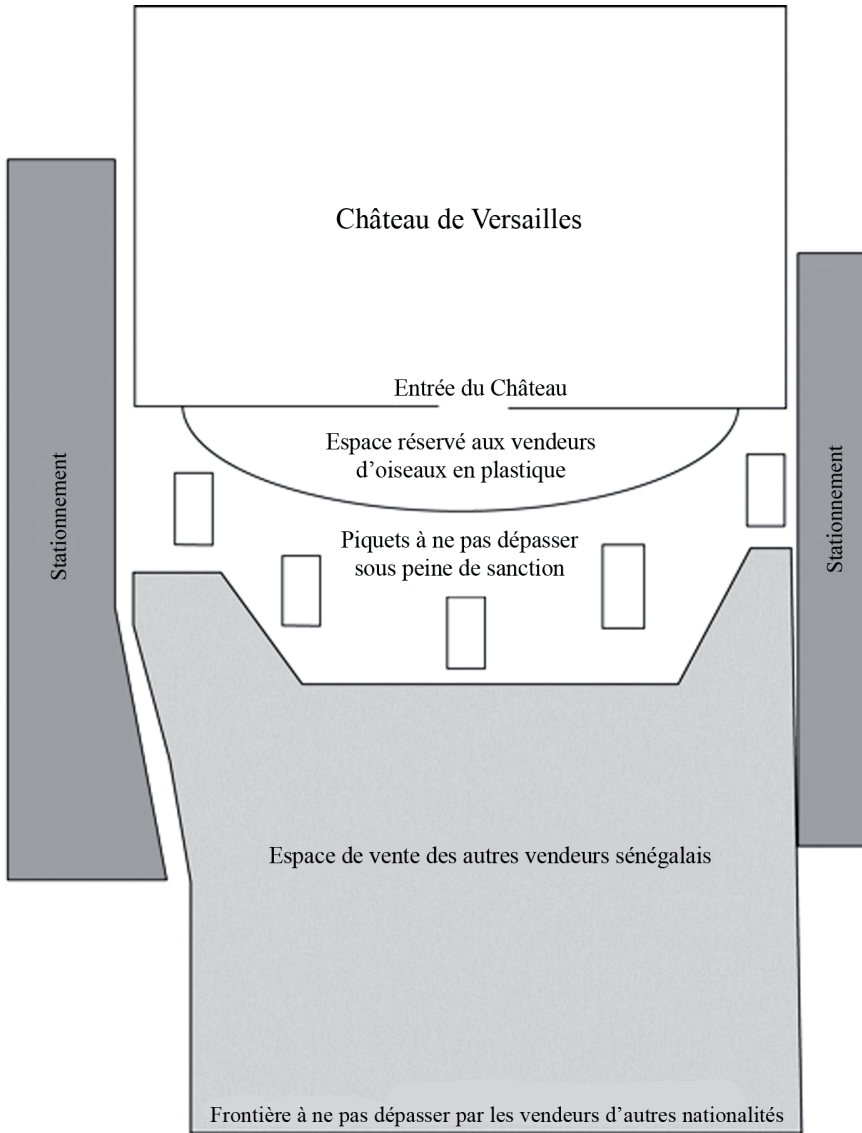 Château de Versailles
Entrée du Château
Espace réservé aux vendeurs
d’oiseaux en plastique
Stationnement
Stationnement
Piquets à ne pas dépasser
sous peine de sanction
Espace de vente des autres vendeurs sénégalais
Frontière à ne pas dépasser par les vendeurs d’autres nationalités